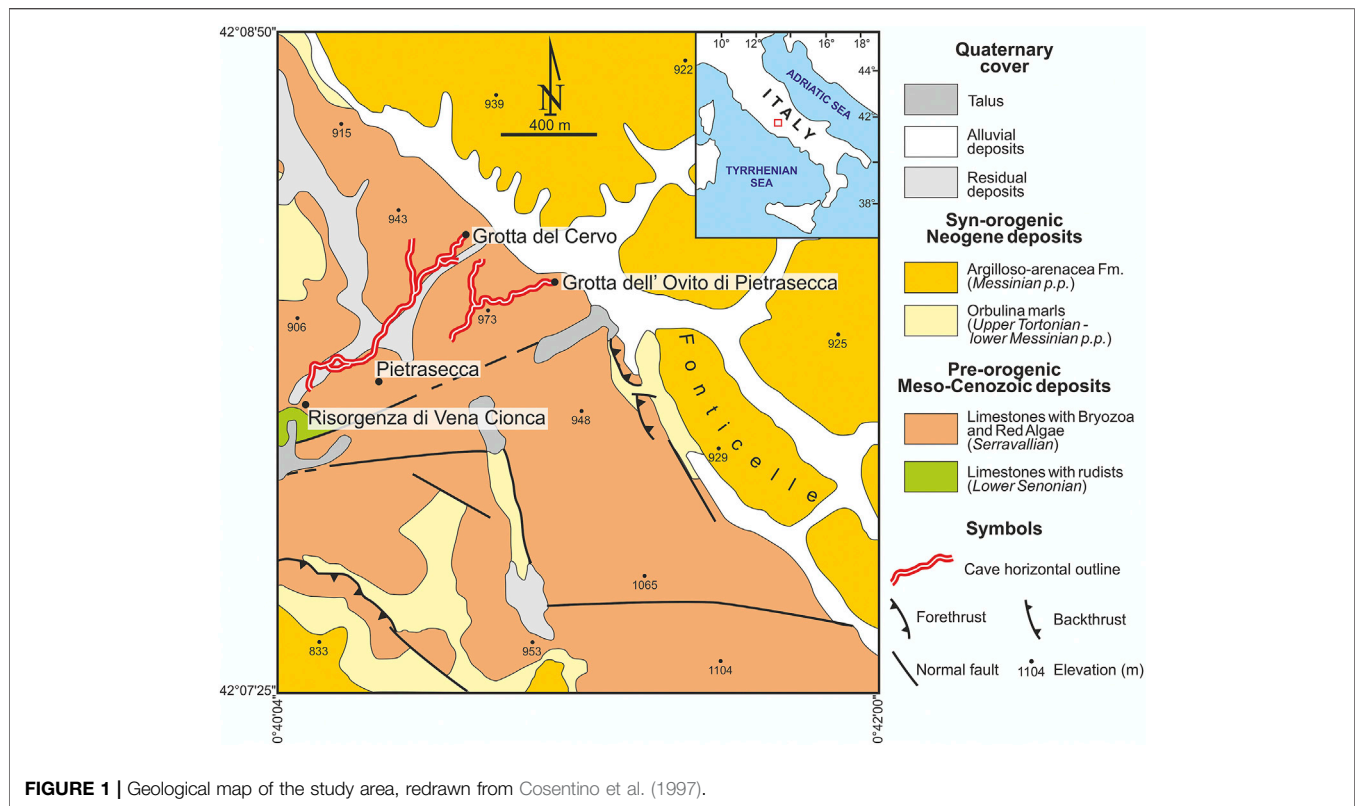 42°08'50"
922
939
N
400 m
915
943
Grotta del Cervo
Grotta dell' Ovito di Pietrasecca
973
906
925
Pietrasecca
Fonticelle
Risorgenza di Vena Cionca
948
929
1065
833
953
1104
42°07'25"
0°40'04"
0°42'00"
10°
12°
16°
18°
44°
ADRIATIC SEA
ITALY
42°
TYRRHENIAN
SEA
38°
Quaternary
cover
Talus
Alluvial
deposits
Residual
deposits
Syn-orogenic
Neogene deposits
Argilloso-arenacea Fm.
(Messinian p.p.)
Orbulina marls
(Upper Tortonian -
lower Messinian p.p.)
Pre-orogenic
Meso-Cenozoic deposits
Limestones with Bryozoa
and Red Algae
(Serravallian)
Limestones with rudists
(Lower Senonian)
Symbols
Cave horizontal outline
Forethrust
Backthrust
Normal fault
1104 Elevation (m)
FIGURE 1 | Geological map of the study area, redrawn from Cosentino et al. (1997).